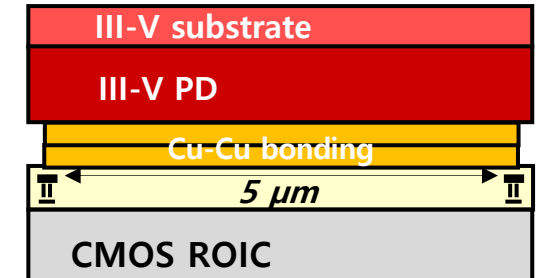 III-V substrate
III-V PD
Cu-Cu bonding
5 μm
CMOS ROIC